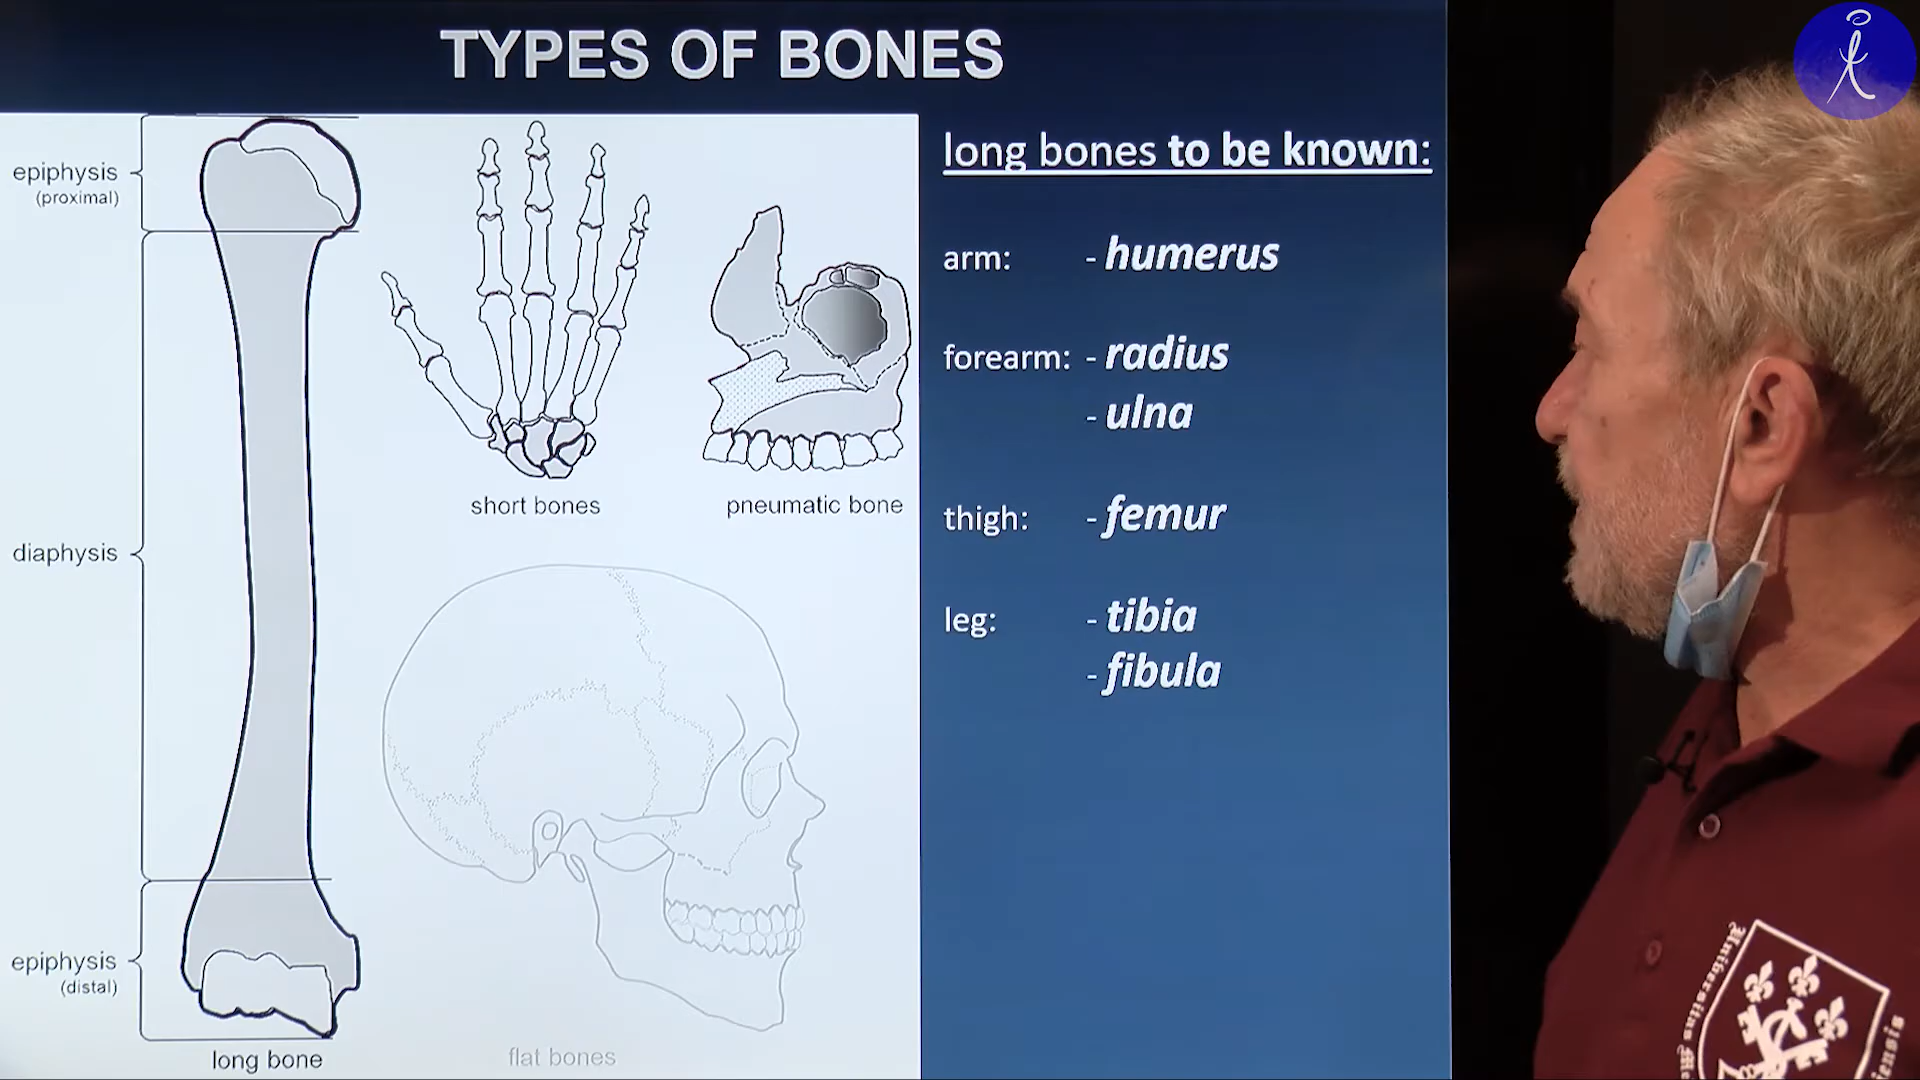 TYPES OF BONES
epiphysis
(proximal)
diaphysis
epiphysis
(distal)
long bone
short bones
pneumatic bone
flat bones
long bones to be known:
arm: - humerus
forearm: - radius
- ulna
thigh: - femur
leg: - tibia
- fibula